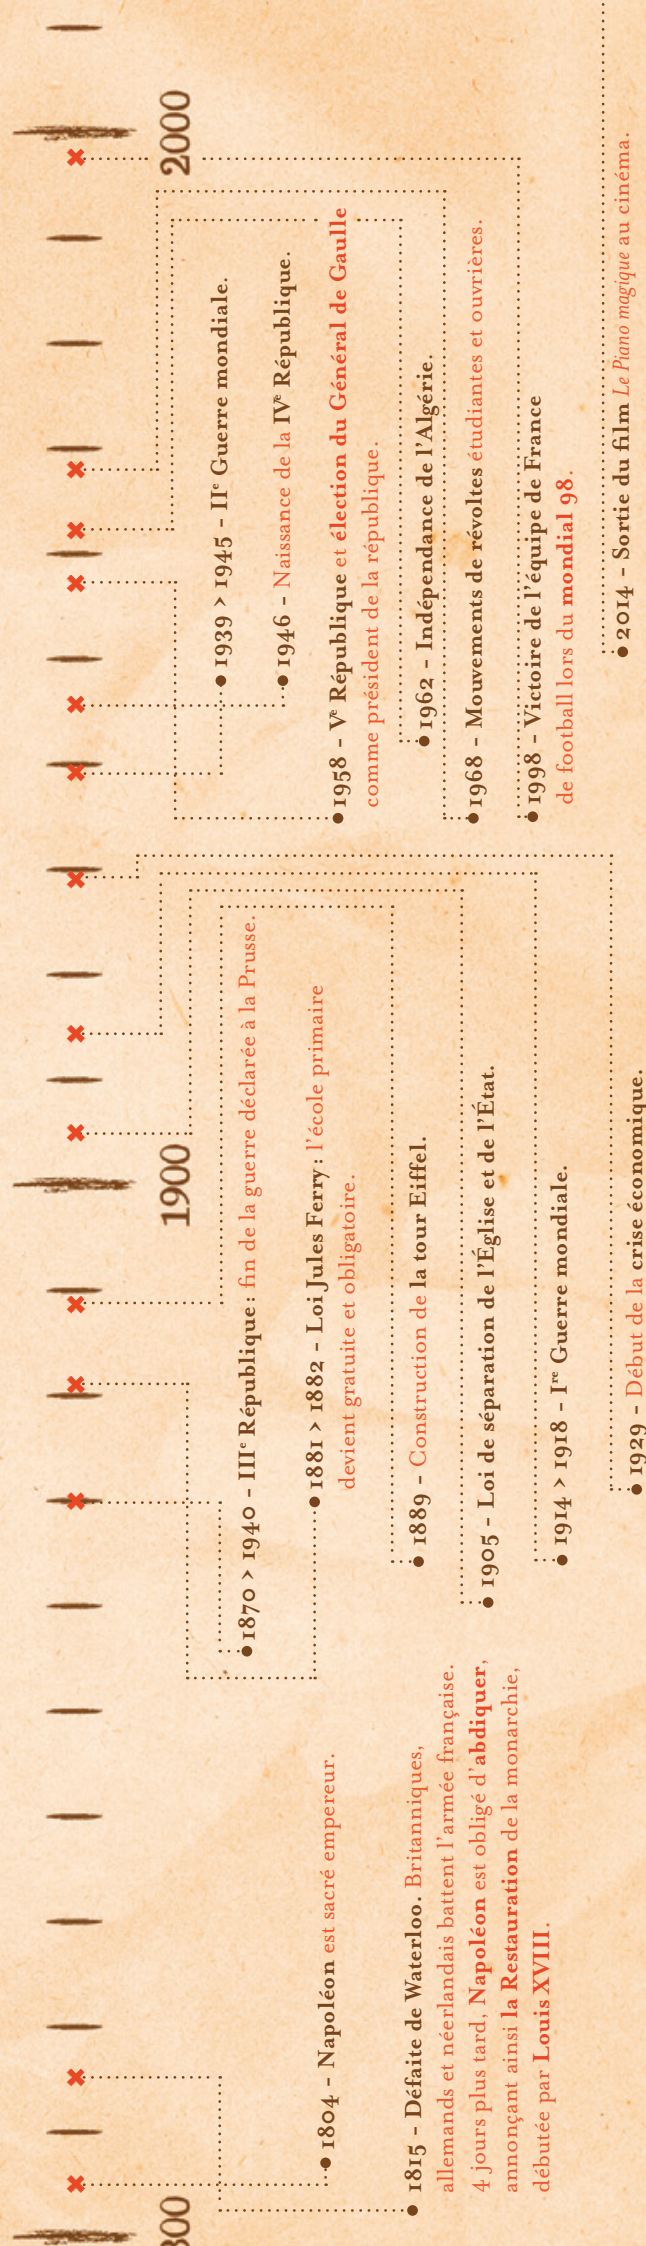 800
1804 - Napoléon est sacré empereur.
1815 - Défaite de Waterloo. Britanniques,
allemands et néerlandais battent l'armée française.
4 jours plus tard, Napoléon est obligé d'abdiquer,
annonçant ainsi la Restauration de la monarchie,
débutée par Louis XVIII.
1870 > 1940 - IIIe République : fin de la guerre déclarée à la Prusse.
1881 > 1882 - Loi Jules Ferry : l'école primaire
devient gratuite et obligatoire.
1889 - Construction de la tour Eiffel.
1900
1905 - Loi de séparation de l'Église et de l'État.
1914 > 1918 - Ire Guerre mondiale.
1929 - Début de la crise économique.
1939 > 1945 - IIe Guerre mondiale.
1946 - Naissance de la IVe République.
1958 - Ve République et élection du Général de Gaulle
comme président de la république.
1962 - Indépendance de l'Algérie.
1968 - Mouvements de révoltes étudiantes et ouvrières.
1998 - Victoire de l'équipe de France
de football lors du mondial 98.
2000
2014 - Sortie du film Le Piano magique au cinéma.